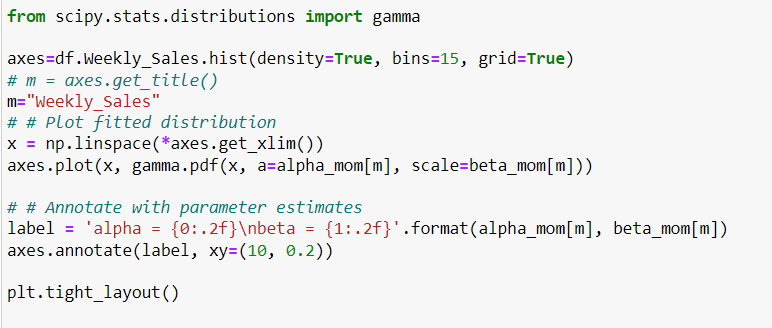 from scipy.stats.distributions import gamma
axes=df.Weekly_Sales.hist(density=True, bins=15, grid=True)
# m = axes.get_title()
m="Weekly_Sales"
# # Plot fitted distribution
x = np.linspace(*axes.get_xlim())
axes.plot(x, gamma.pdf(x, a=alpha_mom[m], scale=beta_mom[m]))
# # Annotate with parameter estimates
label = 'alpha = {0:.2f}\nbeta = {1:.2f}'.format(alpha_mom[m], beta_mom[m])
axes.annotate(label, xy=(10, 0.2))
plt.tight_layout()